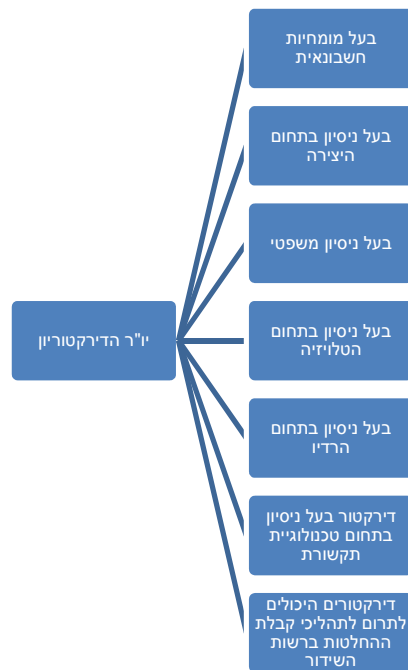 בעל מומחיות
חשבונאית
בעל ניסיון בתחום
היצירה
בעל ניסיון משפטי
יו"ר הדירקטוריון
בעל ניסיון בתחום
הטלויזיה
בעל ניסיון בתחום
הרדיו
דירקטור בעל ניסיון
בתחום טכנולוגיית
תקשורת
דירקטורים היכולים
לתרום לתהליכי קבלת
ההחלטות ברשות
השידור